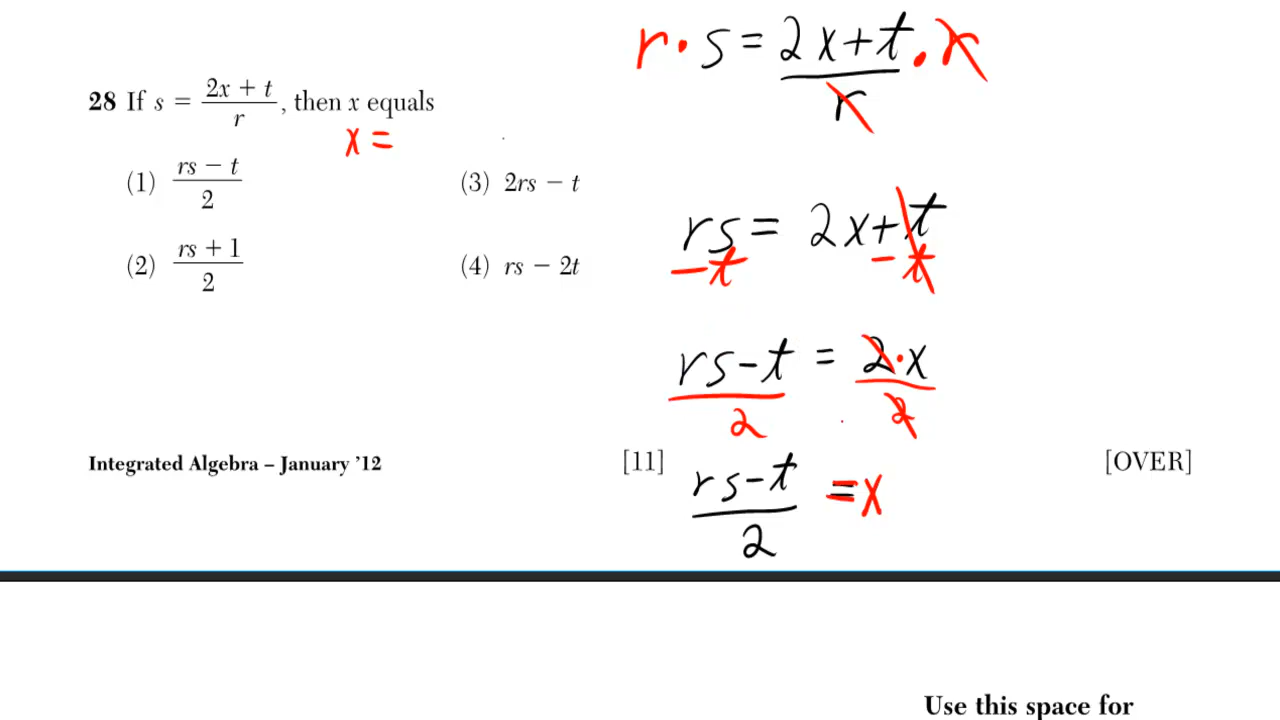 28 If s = (2x + t)/r, then x equals
x =
(1) (rs − t)/2
(2) (rs + 1)/2
(3) 2rs − t
(4) rs − 2t
r · s = (2x + t)/r · r
rs = 2x + t
− t − t
(rs − t)/2 = (2 · x)/2
(rs − t)/2 = x
Integrated Algebra – January ’12
[11]
[OVER]
Use this space for